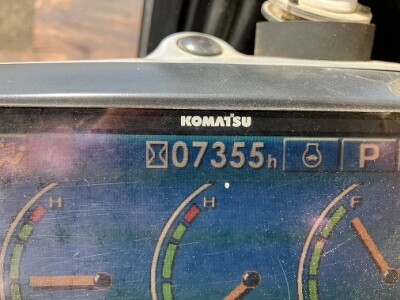 KOMATSU
07355h P
H H F